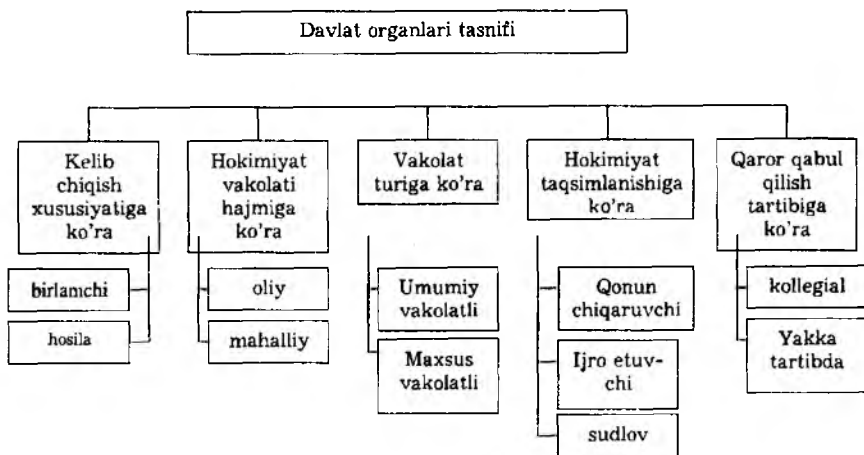 Davlat organlari tasnifi
Kelib
chiqish
xususiyatiga
ko'ra
birlamchi
hosila
Hokimiyat
vakolati
hajmiga
ko'ra
oliy
mahalliy
Vakolat
turiga ko'ra
Umumiy
vakolatli
Maxsus
vakolatli
Hokimiyat
taqsimlanishiga
ko'ra
Qonun
chiqaruvchi
Ijro etuv-
chi
sudlov
Qaror qabul
qilish
tartibiga
ko'ra
kollegial
Yakka
tartibda